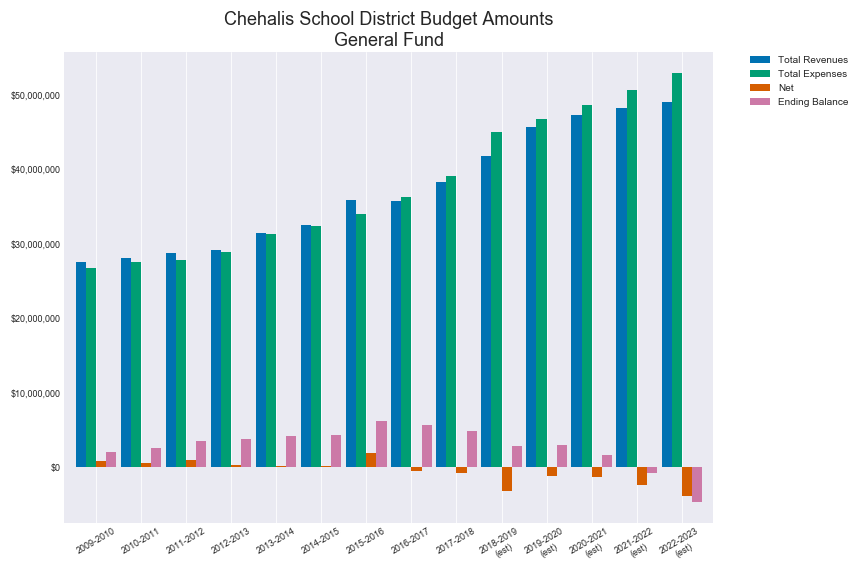 Chehalis School District Budget Amounts
General Fund
Total Revenues
Total Expenses
Net
Ending Balance
$50,000,000
$40,000,000
$30,000,000
$20,000,000
$10,000,000
$0
2009-2010
2010-2011
2011-2012
2012-2013
2013-2014
2014-2015
2015-2016
2016-2017
2017-2018
2018-2019
(est)
2019-2020
(est)
2020-2021
(est)
2021-2022
(est)
2022-2023
(est)